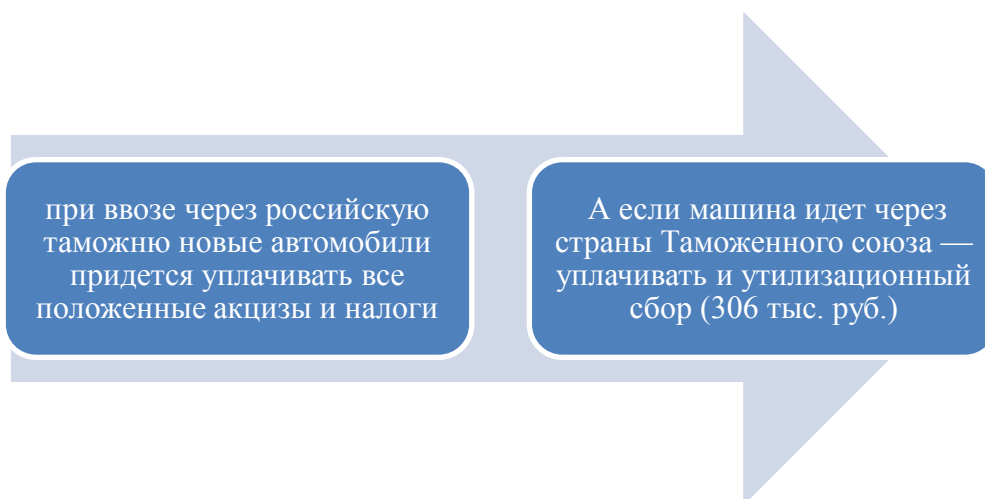 при ввозе через российскую
таможню новые автомобили
придется уплачивать все
положенные акцизы и налоги
А если машина идет через
страны Таможенного союза —
уплачивать и утилизационный
сбор (306 тыс. руб.)